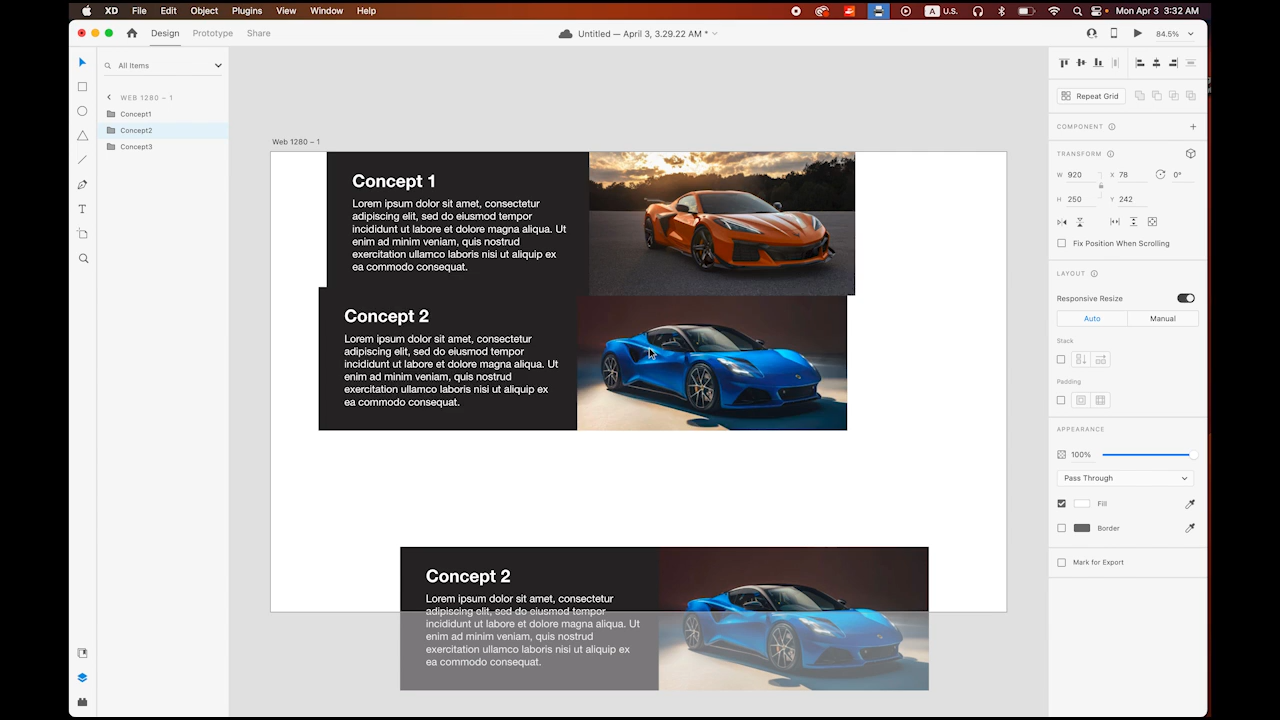 XD File Edit Object Plugins View Window Help
A U.S. Mon Apr 3 3:32 AM
Design Prototype Share
Untitled — April 3, 3.29.22 AM *
84.5%
All Items
WEB 1280 – 1
Concept1
Concept2
Concept3
Web 1280 – 1
Concept 1
Lorem ipsum dolor sit amet, consectetur
adipiscing elit, sed do eiusmod tempor
incididunt ut labore et dolore magna aliqua. Ut
enim ad minim veniam, quis nostrud
exercitation ullamco laboris nisi ut aliquip ex
ea commodo consequat.
Concept 2
Lorem ipsum dolor sit amet, consectetur
adipiscing elit, sed do eiusmod tempor
incididunt ut labore et dolore magna aliqua. Ut
enim ad minim veniam, quis nostrud
exercitation ullamco laboris nisi ut aliquip ex
ea commodo consequat.
Concept 2
Lorem ipsum dolor sit amet, consectetur
adipiscing elit, sed do eiusmod tempor
incididunt ut labore et dolore magna aliqua. Ut
enim ad minim veniam, quis nostrud
exercitation ullamco laboris nisi ut aliquip ex
ea commodo consequat.
Repeat Grid
COMPONENT
TRANSFORM
W 920 X 78 0°
H 250 Y 242
Fix Position When Scrolling
LAYOUT
Responsive Resize
Auto Manual
Stack
Padding
APPEARANCE
100%
Pass Through
Fill
Border
Mark for Export